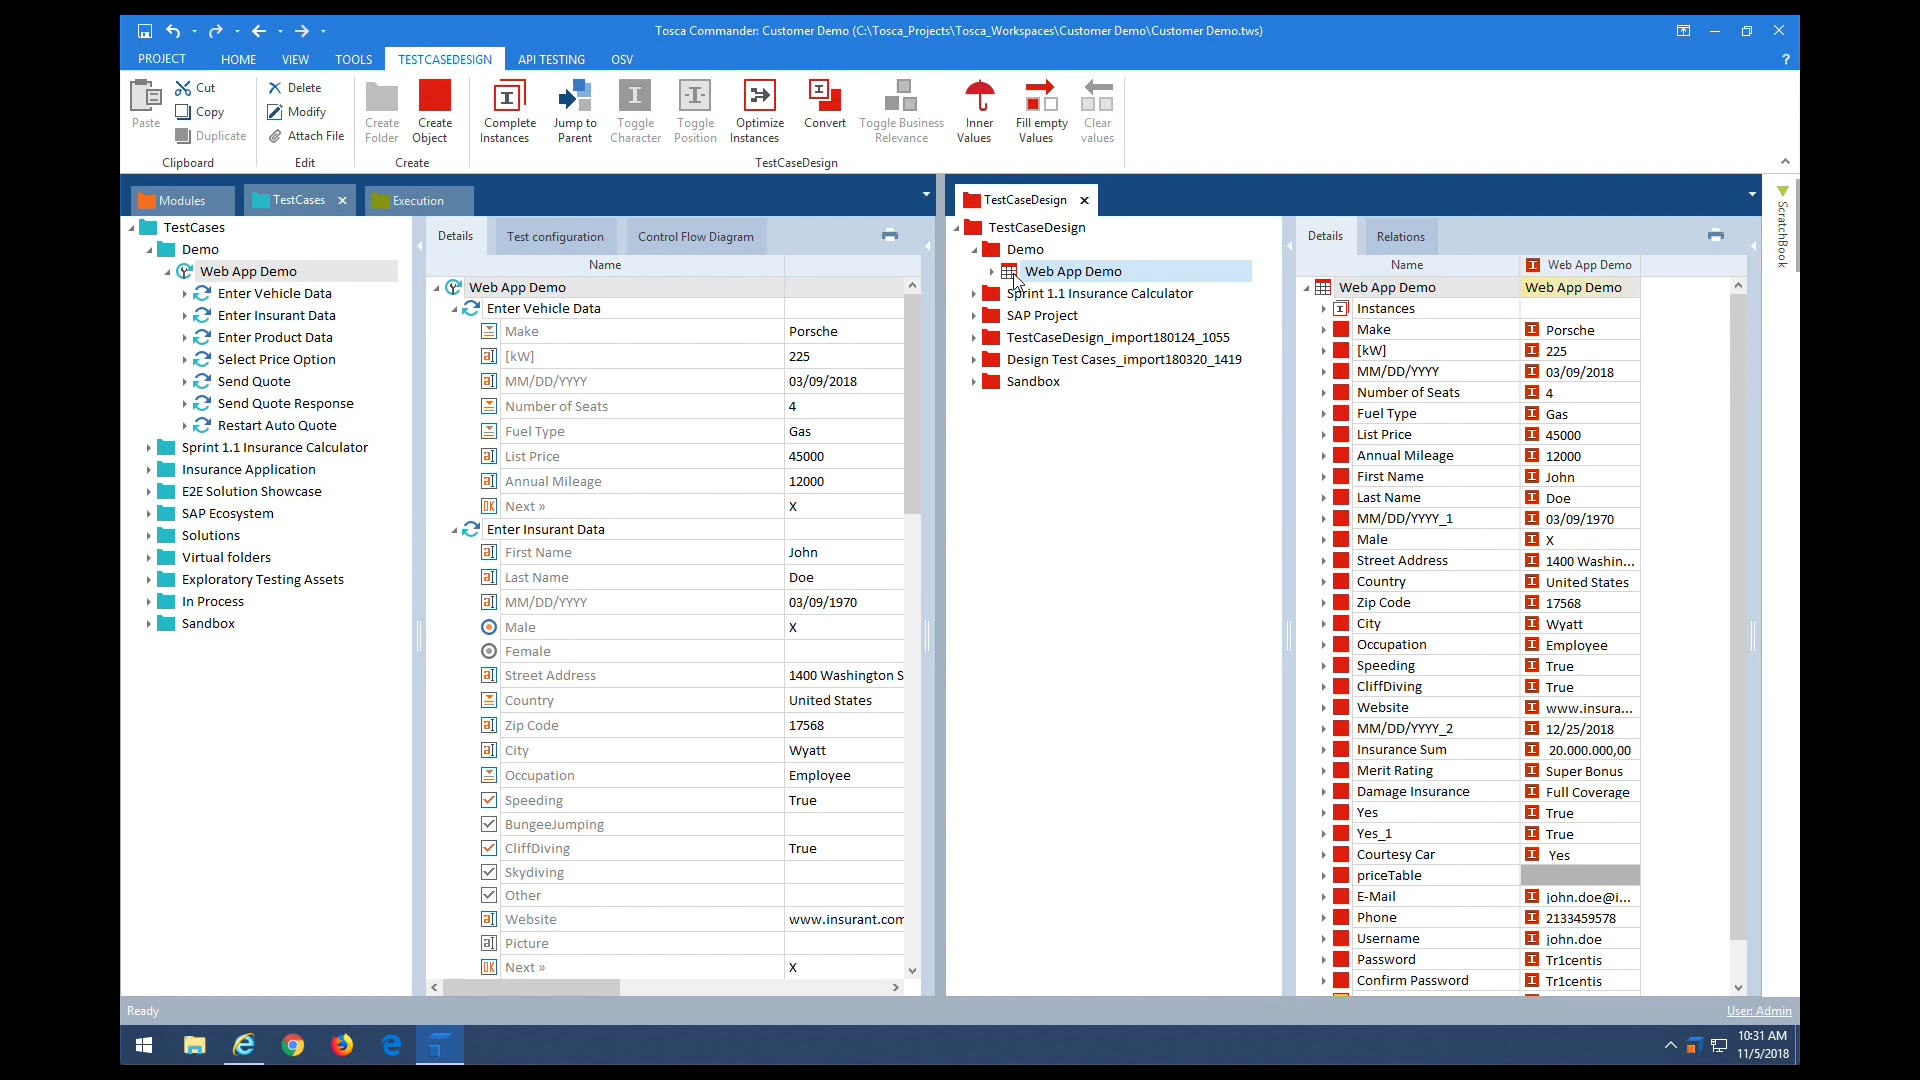 Tosca Commander: Customer Demo (C:\Tosca_Projects\Tosca_Workspaces\Customer Demo\Customer Demo.tws)
PROJECT HOME VIEW TOOLS TESTCASEDESIGN API TESTING OSV ?
Paste Cut Copy Duplicate
Clipboard
Delete Modify Attach File
Edit
Create Folder Create Object
Create
Complete Instances Jump to Parent Toggle Character Toggle Position Optimize Instances Convert Toggle Business Relevance Inner Values Fill empty Values Clear values
TestCaseDesign
Modules TestCases Execution
TestCases
Demo
Web App Demo
Enter Vehicle Data
Enter Insurant Data
Enter Product Data
Select Price Option
Send Quote
Send Quote Response
Restart Auto Quote
Sprint 1.1 Insurance Calculator
Insurance Application
E2E Solution Showcase
SAP Ecosystem
Solutions
Virtual folders
Exploratory Testing Assets
In Process
Sandbox
Details Test configuration Control Flow Diagram
Name
Web App Demo
Enter Vehicle Data
Make Porsche
[kW] 225
MM/DD/YYYY 03/09/2018
Number of Seats 4
Fuel Type Gas
List Price 45000
Annual Mileage 12000
Next » X
Enter Insurant Data
First Name John
Last Name Doe
MM/DD/YYYY 03/09/1970
Male X
Female
Street Address 1400 Washington S
Country United States
Zip Code 17568
City Wyatt
Occupation Employee
Speeding True
BungeeJumping
CliffDiving True
Skydiving
Other
Website www.insurant.com
Picture
Next » X
TestCaseDesign
TestCaseDesign
Demo
Web App Demo
Sprint 1.1 Insurance Calculator
SAP Project
TestCaseDesign_import180124_1055
Design Test Cases_import180320_1419
Sandbox
Details Relations
Name Web App Demo
Web App Demo Web App Demo
Instances
Make Porsche
[kW] 225
MM/DD/YYYY 03/09/2018
Number of Seats 4
Fuel Type Gas
List Price 45000
Annual Mileage 12000
First Name John
Last Name Doe
MM/DD/YYYY_1 03/09/1970
Male X
Street Address 1400 Washin...
Country United States
Zip Code 17568
City Wyatt
Occupation Employee
Speeding True
CliffDiving True
Website www.insura...
MM/DD/YYYY_2 12/25/2018
Insurance Sum 20.000.000,00
Merit Rating Super Bonus
Damage Insurance Full Coverage
Yes True
Yes_1 True
Courtesy Car Yes
priceTable
E-Mail john.doe@i...
Phone 2133459578
Username john.doe
Password Tr1centis
Confirm Password Tr1centis
ScratchBook
Ready
User: Admin
10:31 AM
11/5/2018